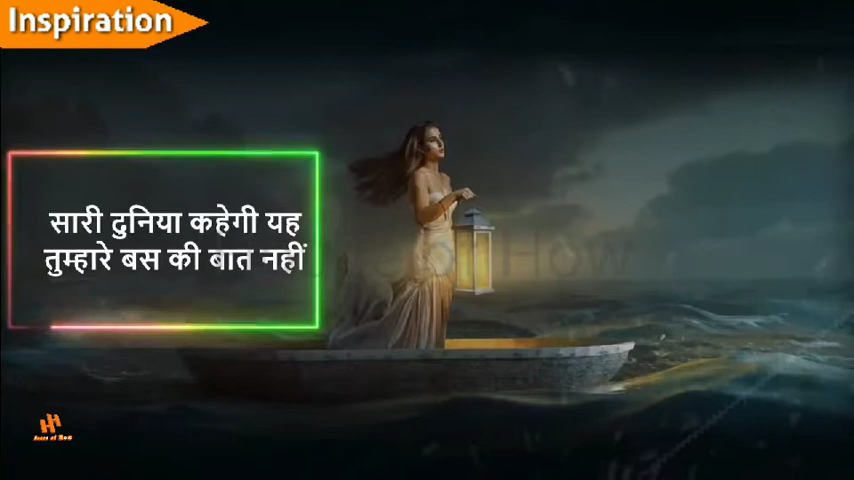 Inspiration
सारी दुनिया कहेगी यह
तुम्हारे बस की बात नहीं